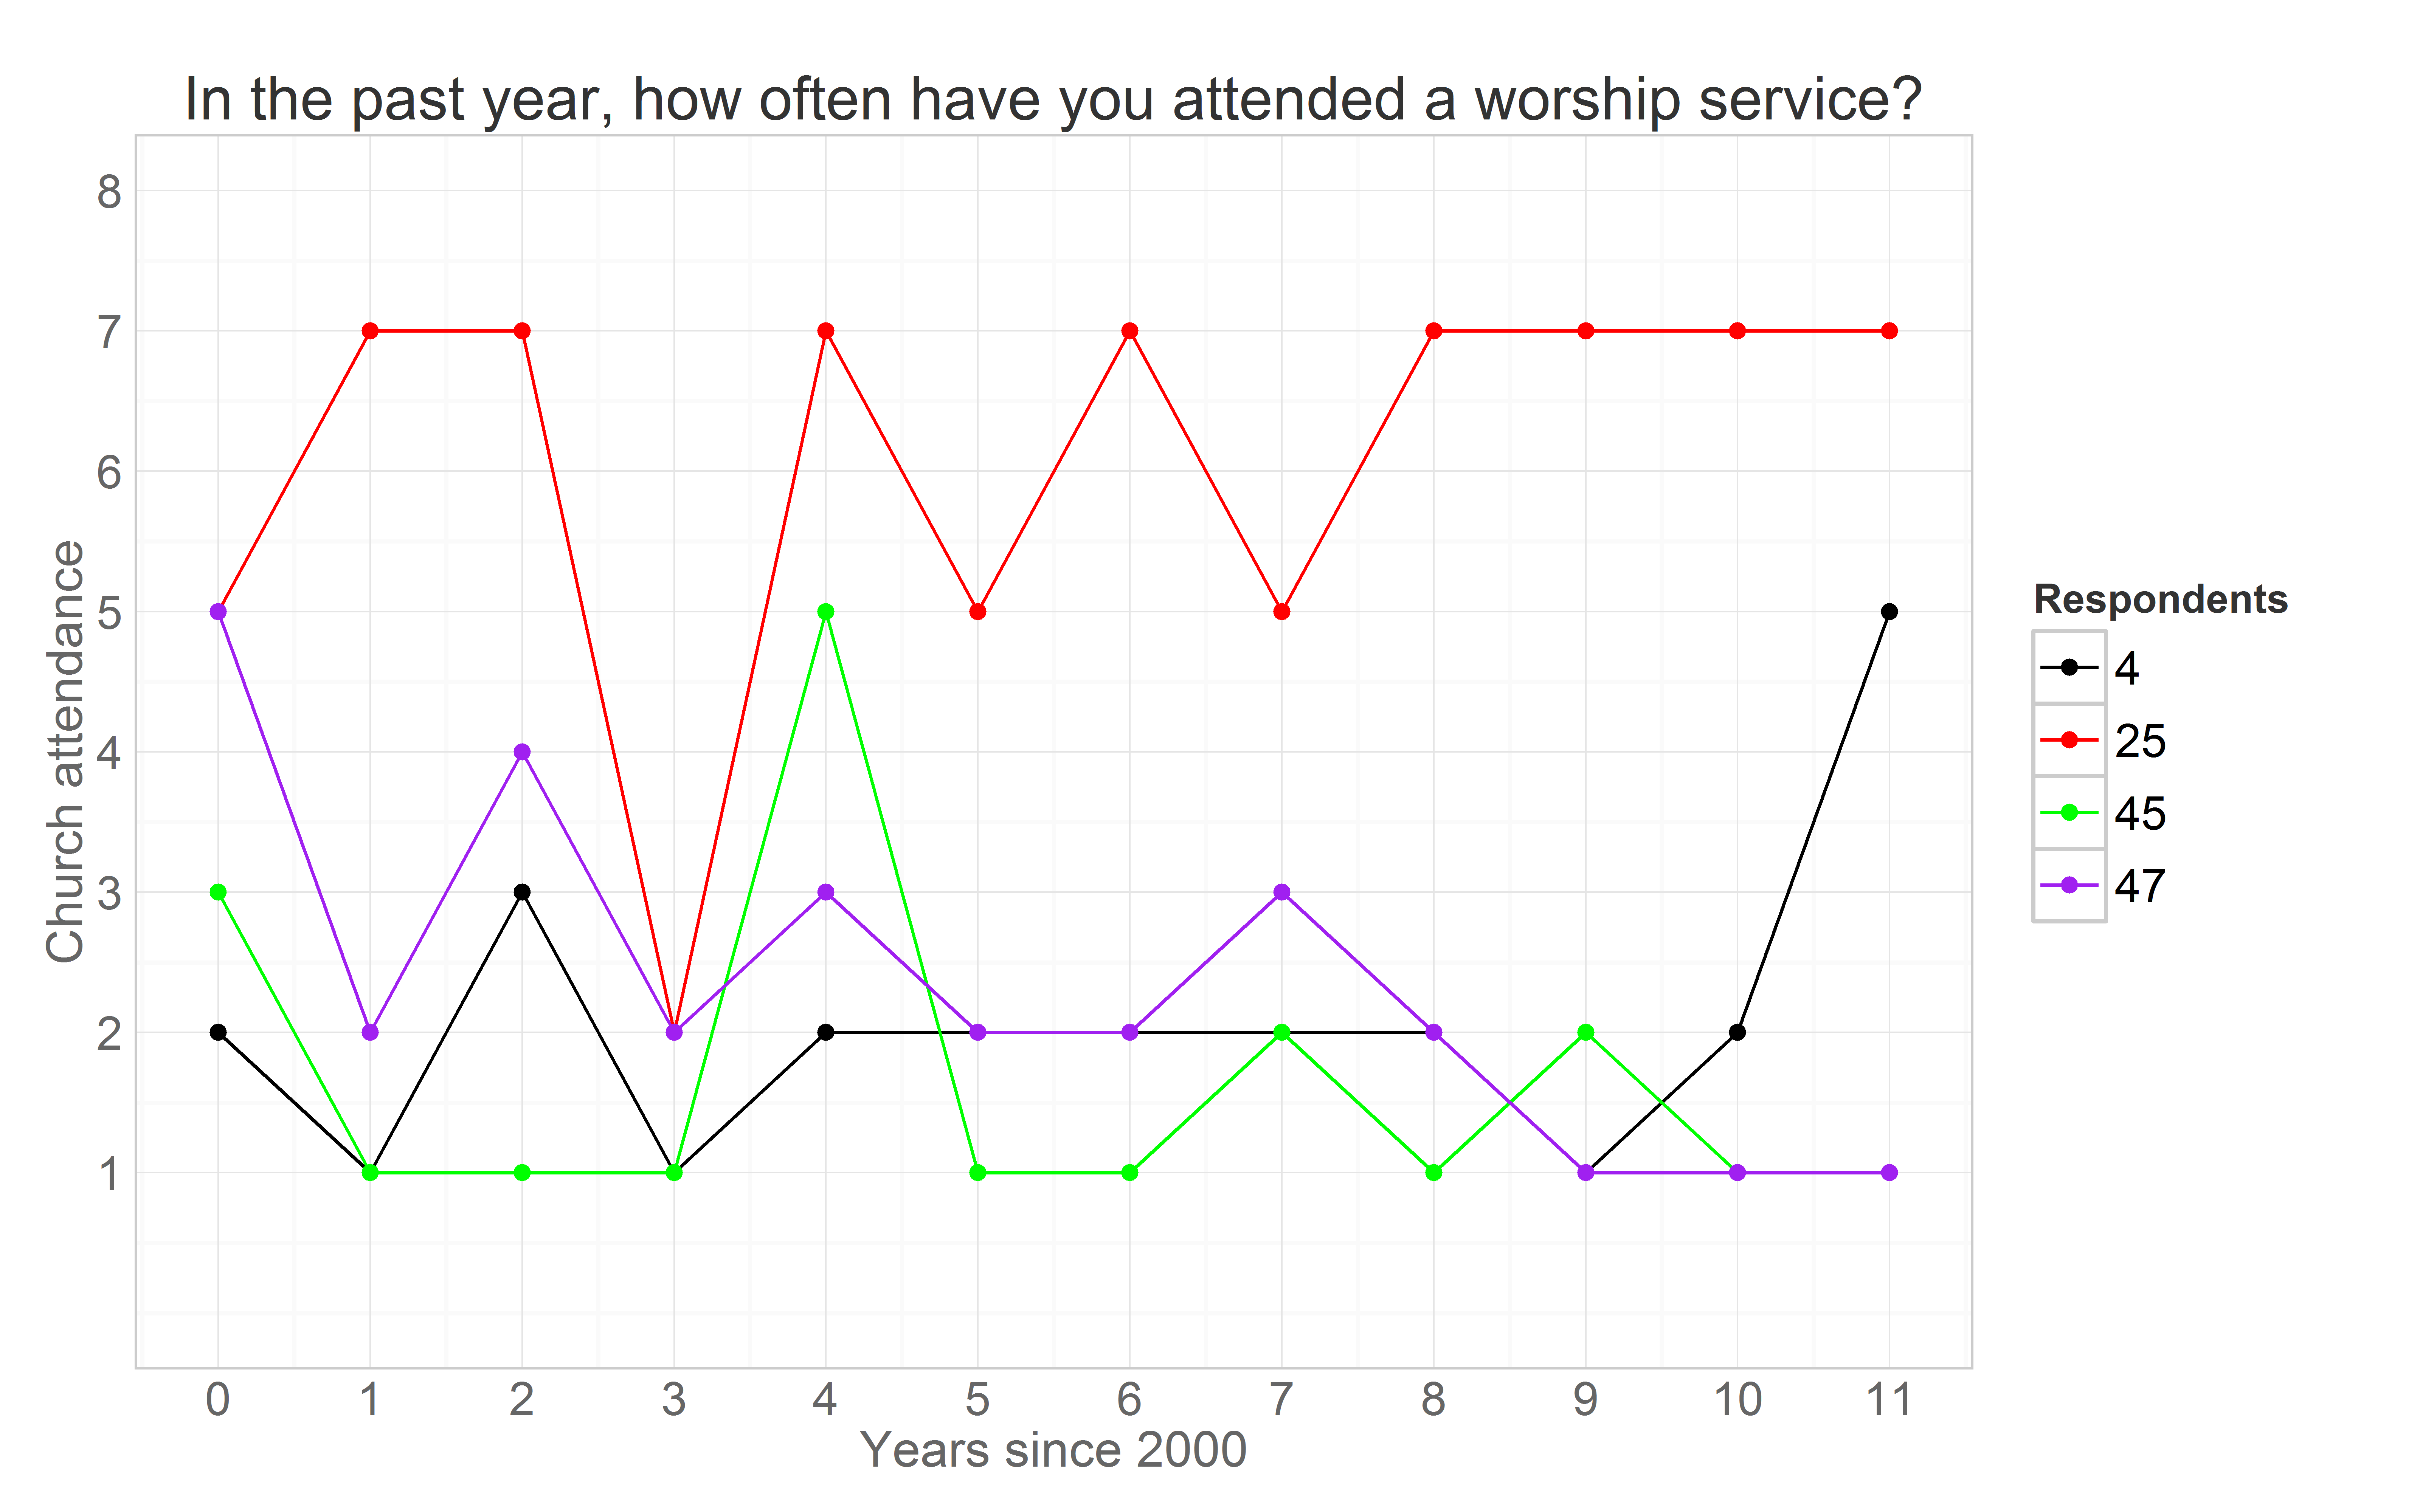 In the past year, how often have you attended a worship service?
Church attendance
8
7
6
5
4
3
2
1
0 1 2 3 4 5 6 7 8 9 10 11
Years since 2000
Respondents
4
25
45
47